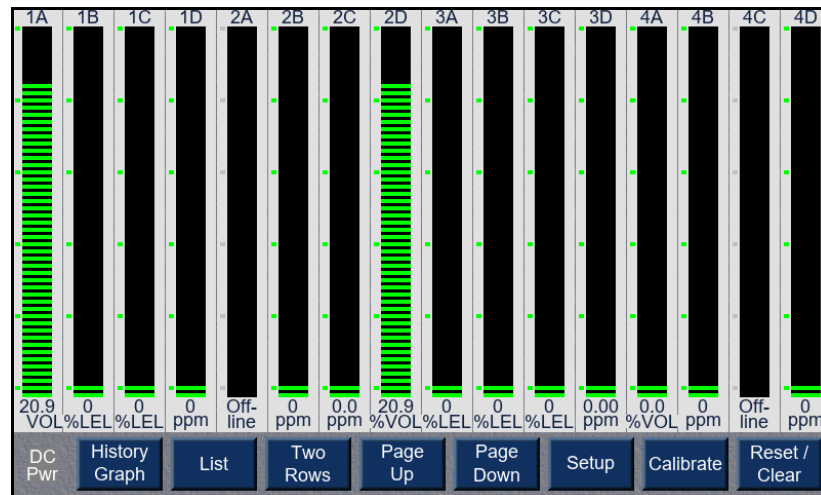 1A 1B 1C 1D 2A 2B 2C 2D 3A 3B 3C 3D 4A 4B 4C 4D
20.9 0 0 0 Off- 0 0.0 20.9 0 0 0 0.00 0.0 0 Off- 0
VOL %LEL %LEL ppm line ppm ppm %VOL %LEL %LEL %LEL ppm %VOL ppm line ppm
DC History List Two Page Page Setup Calibrate Reset /
Pwr Graph Rows Up Down Clear